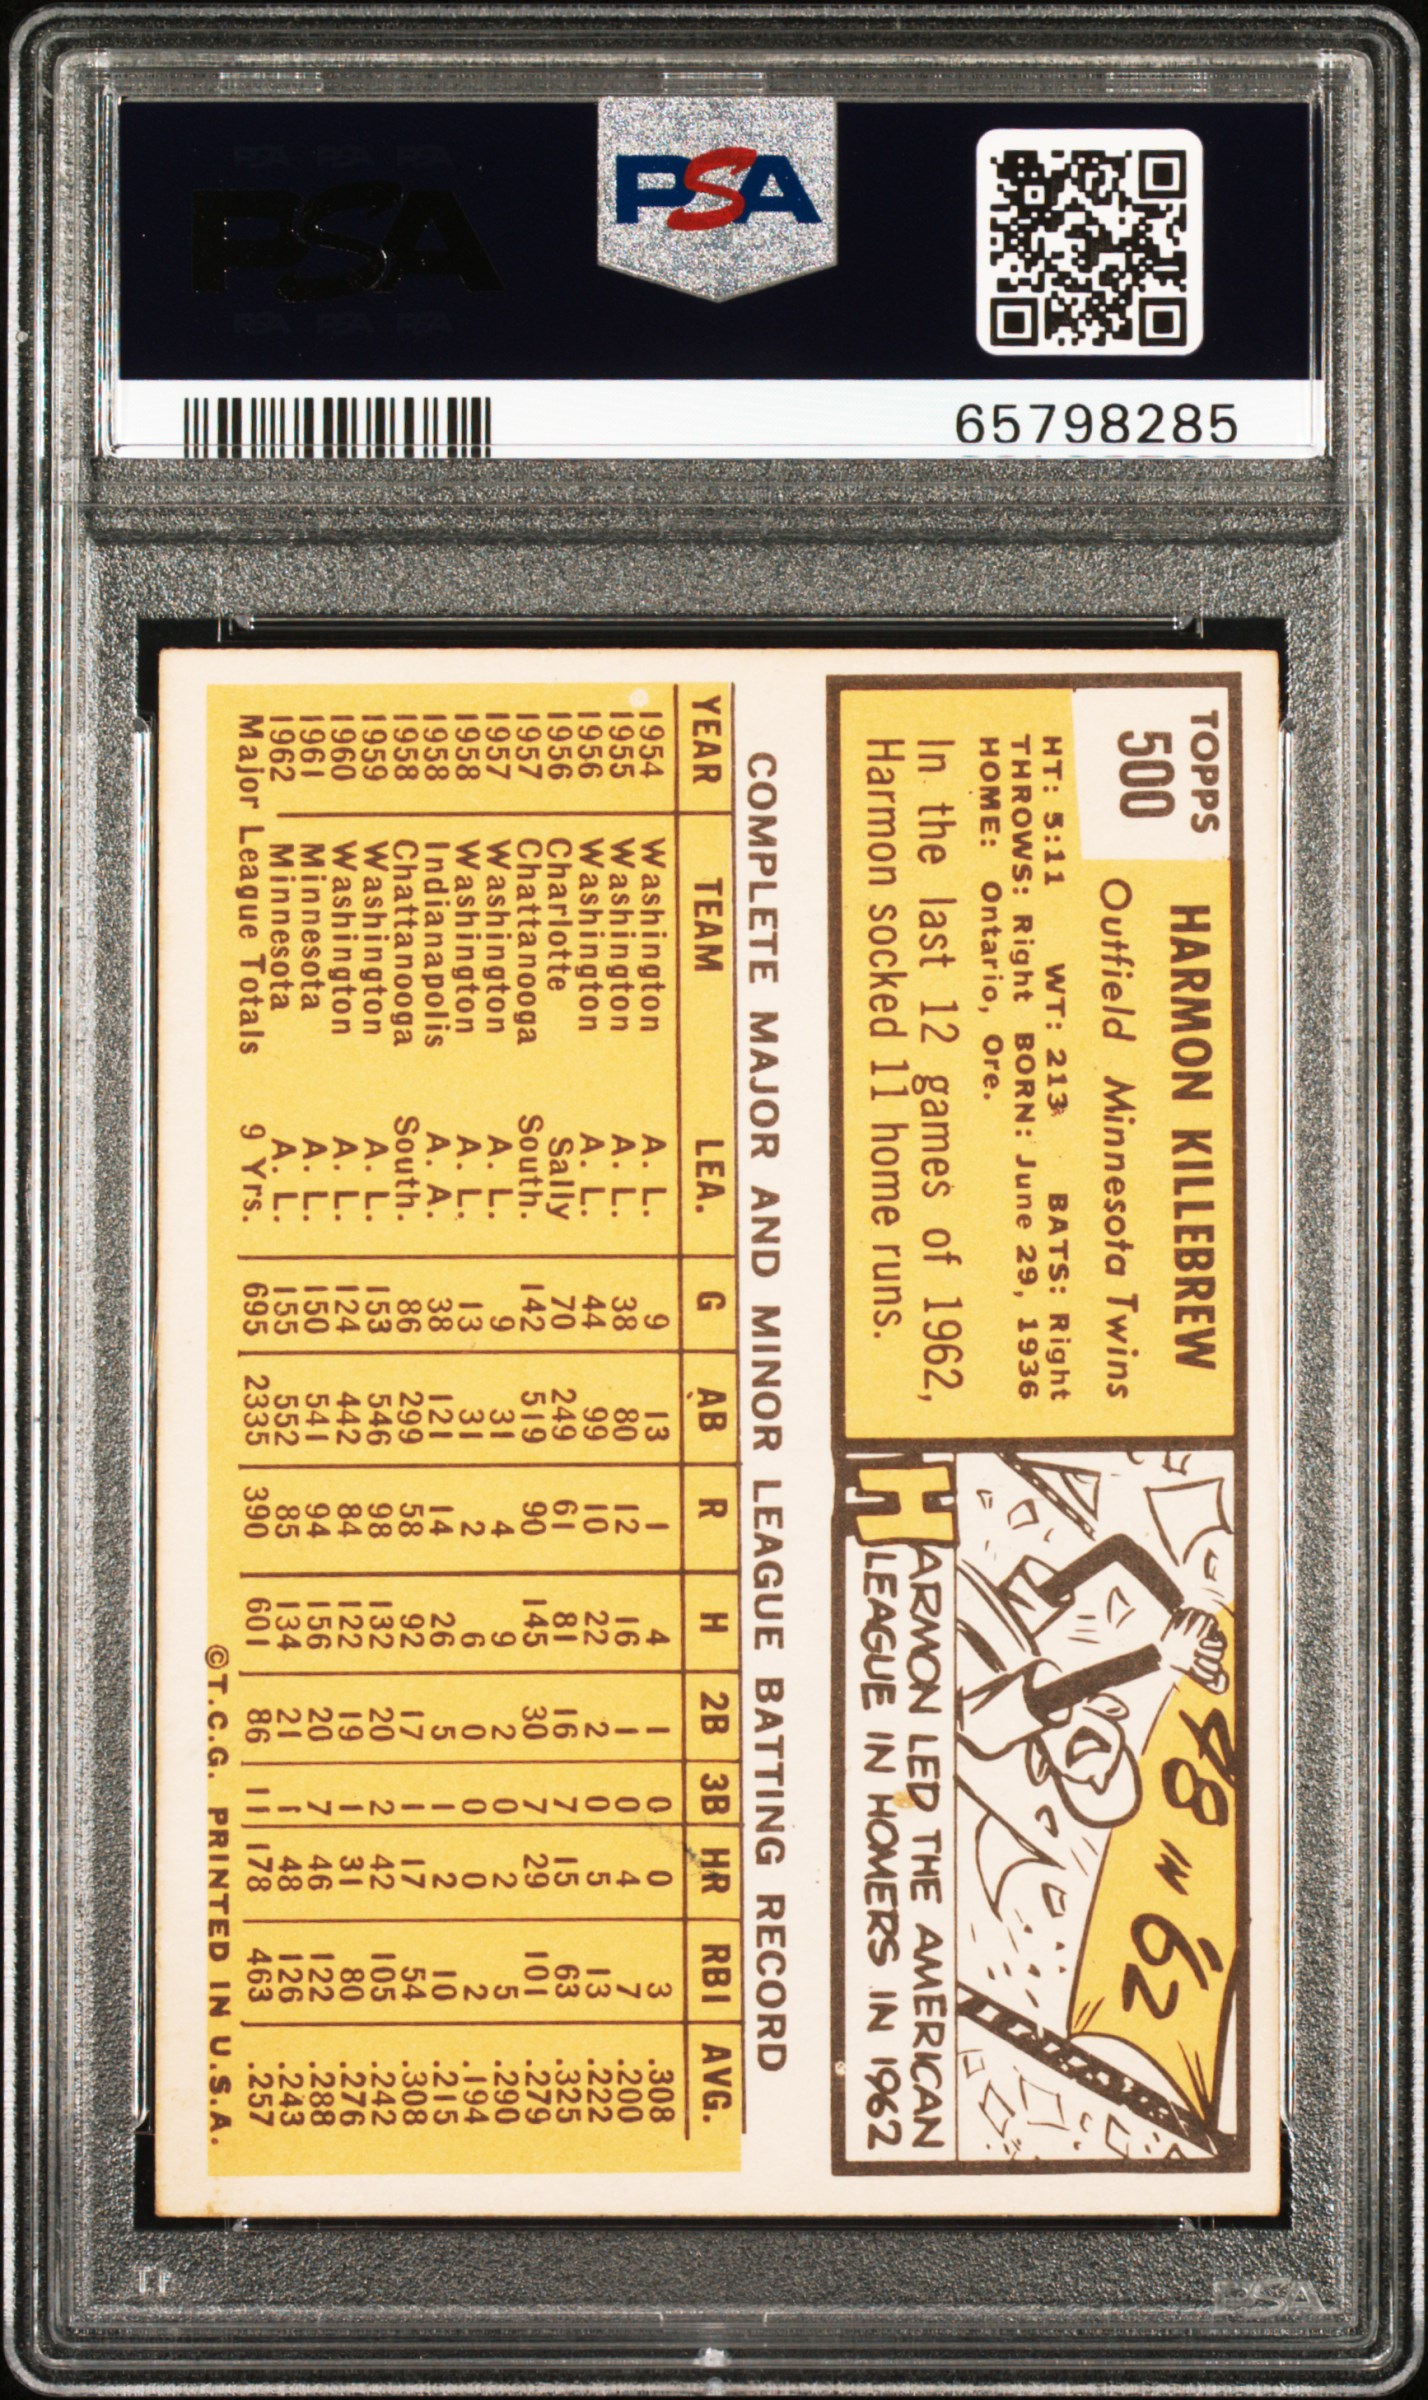 PSA PSA PSA
PSA
PSA PSA PSA
PSA
65798285
TOPPS
500
HARMON KILLEBREW
Outfield Minnesota Twins
HT: 5:11 WT: 213 BATS: Right
THROWS: Right BORN: June 29, 1936
HOME: Ontario, Ore.
In the last 12 games of 1962,
Harmon socked 11 home runs.
48 IN '62
HARMON LED THE AMERICAN
LEAGUE IN HOMERS IN 1962
COMPLETE MAJOR AND MINOR LEAGUE BATTING RECORD
YEAR TEAM LEA. G AB R H 2B 3B HR RBI AVG.
1954 Washington A. L. 9 13 1 4 1 0 0 3 .308
1955 Washington A. L. 38 80 12 16 1 0 4 7 .200
1956 Washington A. L. 44 99 10 22 2 0 5 13 .222
1956 Charlotte Sally 70 249 61 81 16 7 15 63 .325
1957 Chattanooga South. 142 519 90 145 30 7 29 101 .279
1957 Washington A. L. 9 31 4 9 2 0 2 5 .290
1958 Washington A. L. 13 31 2 6 0 0 0 2 .194
1958 Indianapolis A. A. 38 121 14 26 5 1 2 10 .215
1958 Chattanooga South. 86 299 58 92 17 1 17 54 .308
1959 Washington A. L. 153 546 98 132 20 2 42 105 .242
1960 Washington A. L. 124 442 84 122 19 1 31 80 .276
1961 Minnesota A. L. 150 541 94 156 20 7 46 122 .288
1962 Minnesota A. L. 155 552 85 134 21 1 48 126 .243
Major League Totals 9 Yrs. 695 2335 390 601 86 11 178 463 .257
©T.C.G. PRINTED IN U.S.A.
PSA